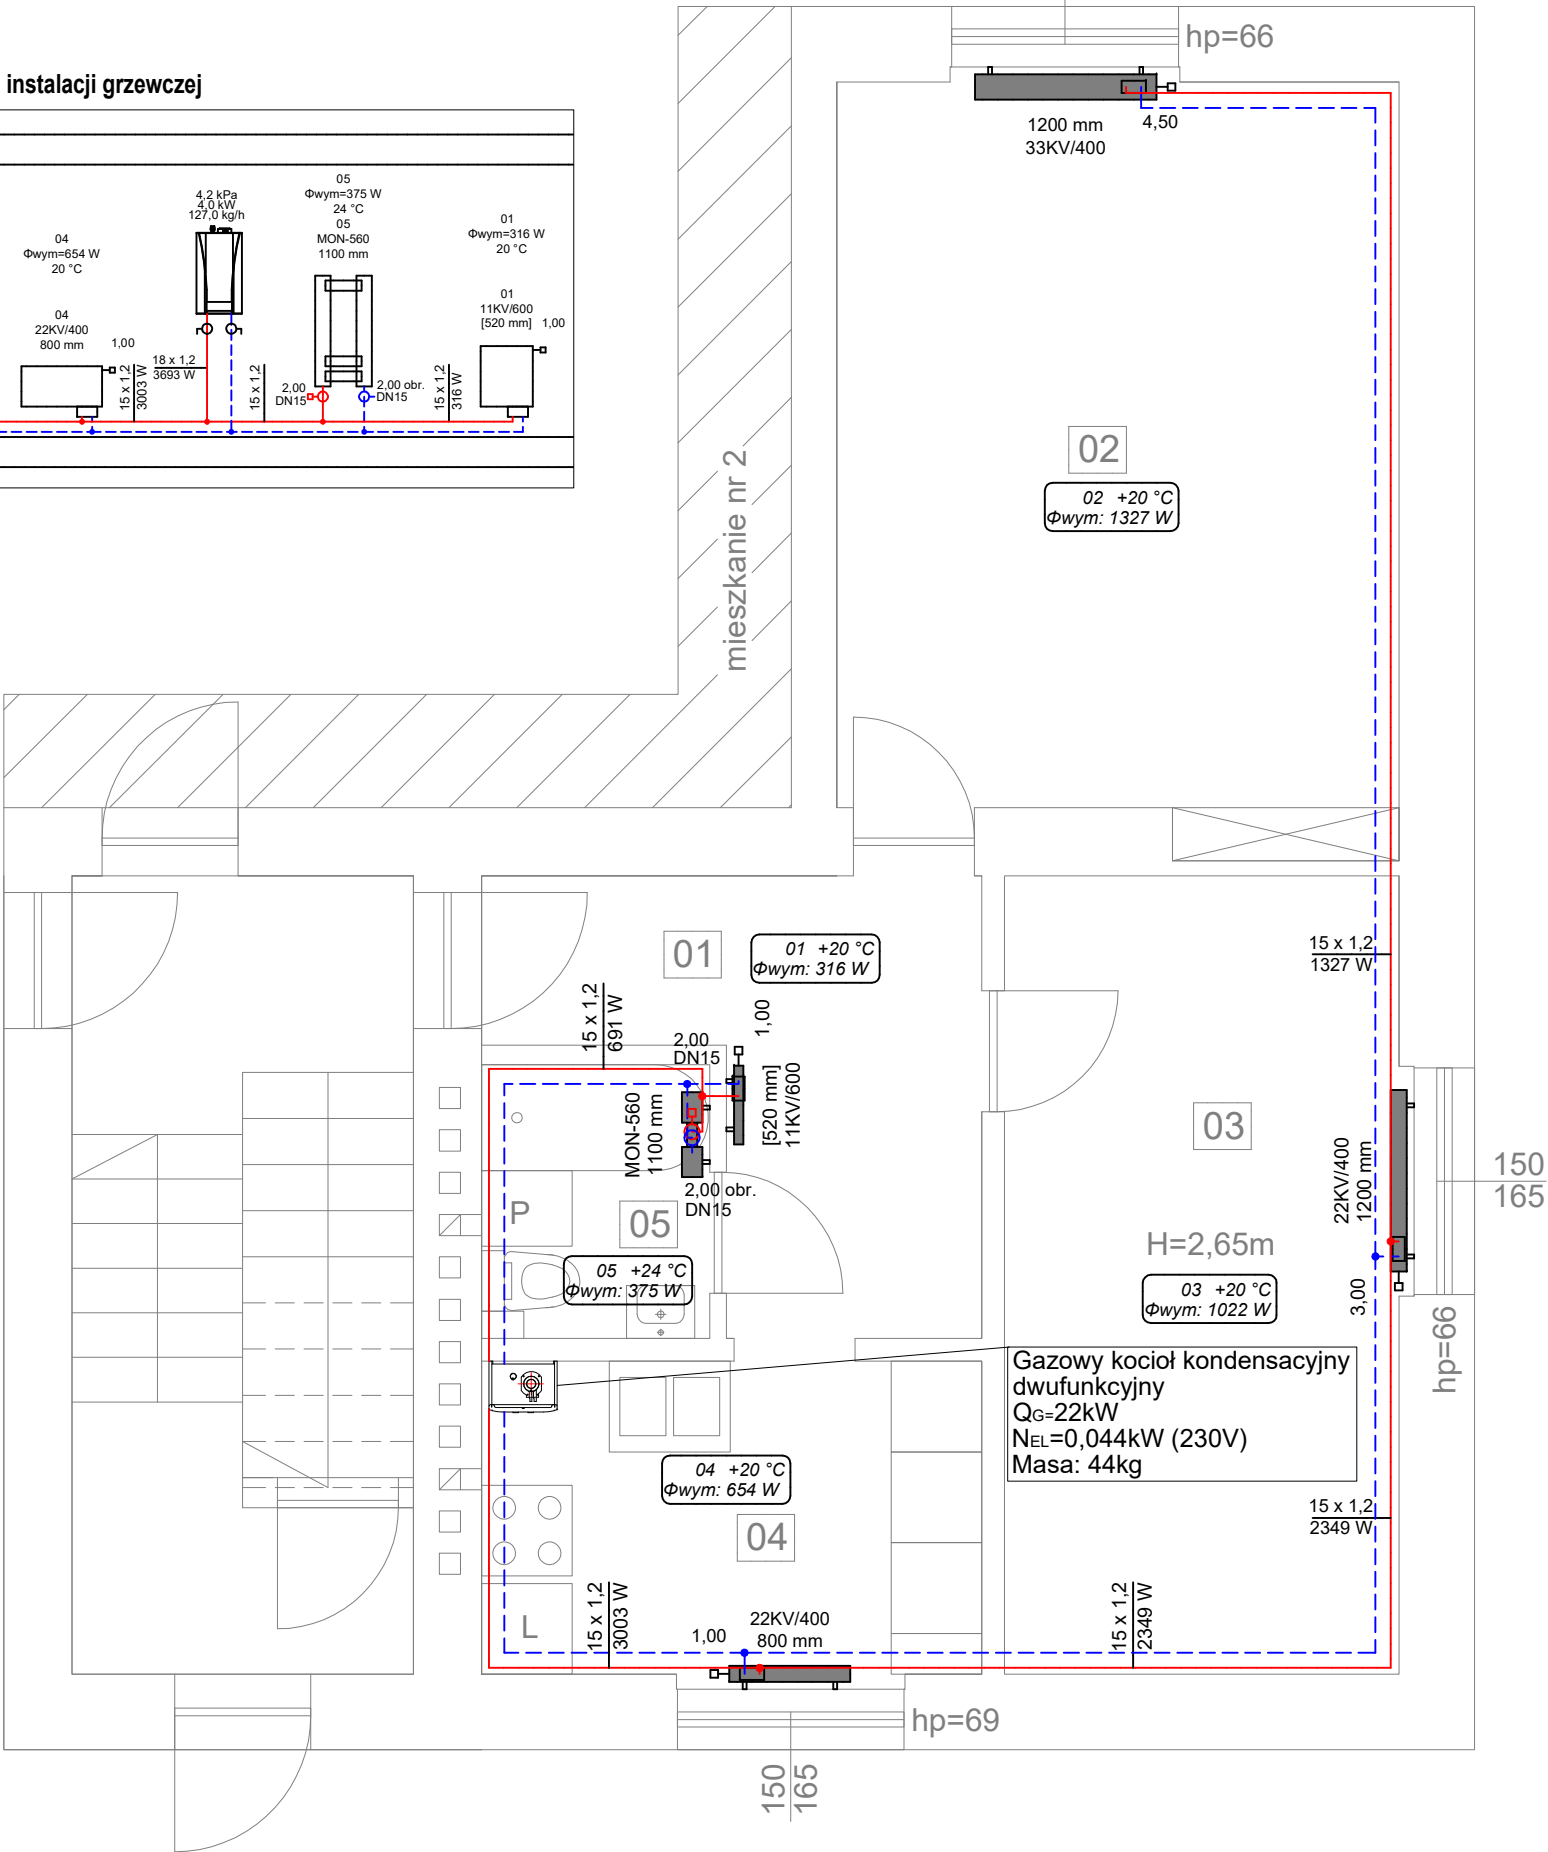 instalacji grzewczej
04
Φwym=654 W
20 °C
04
22KV/400
800 mm
1,00
15 x 1,2
3003 W
4,2 kPa
4,0 kW
127,0 kg/h
18 x 1,2
3693 W
15 x 1,2
05
Φwym=375 W
24 °C
05
MON-560
1100 mm
2,00
DN15
2,00 obr.
DN15
15 x 1,2
316 W
01
Φwym=316 W
20 °C
01
11KV/600
[520 mm]
1,00
hp=66
1200 mm
33KV/400
4,50
mieszkanie nr 2
02
02 +20 °C
Φwym: 1327 W
01
01 +20 °C
Φwym: 316 W
15 x 1,2
1327 W
15 x 1,2
691 W
2,00
DN15
1,00
MON-560
1100 mm
[520 mm]
11KV/600
2,00 obr.
DN15
P
05
05 +24 °C
Φwym: 375 W
03
22KV/400
1200 mm
150
165
H=2,65m
03 +20 °C
Φwym: 1022 W
3,00
hp=66
Gazowy kocioł kondensacyjny
dwufunkcyjny
QG=22kW
NEL=0,044kW (230V)
Masa: 44kg
04 +20 °C
Φwym: 654 W
04
15 x 1,2
2349 W
L
15 x 1,2
3003 W
1,00
22KV/400
800 mm
15 x 1,2
2349 W
hp=69
150
165